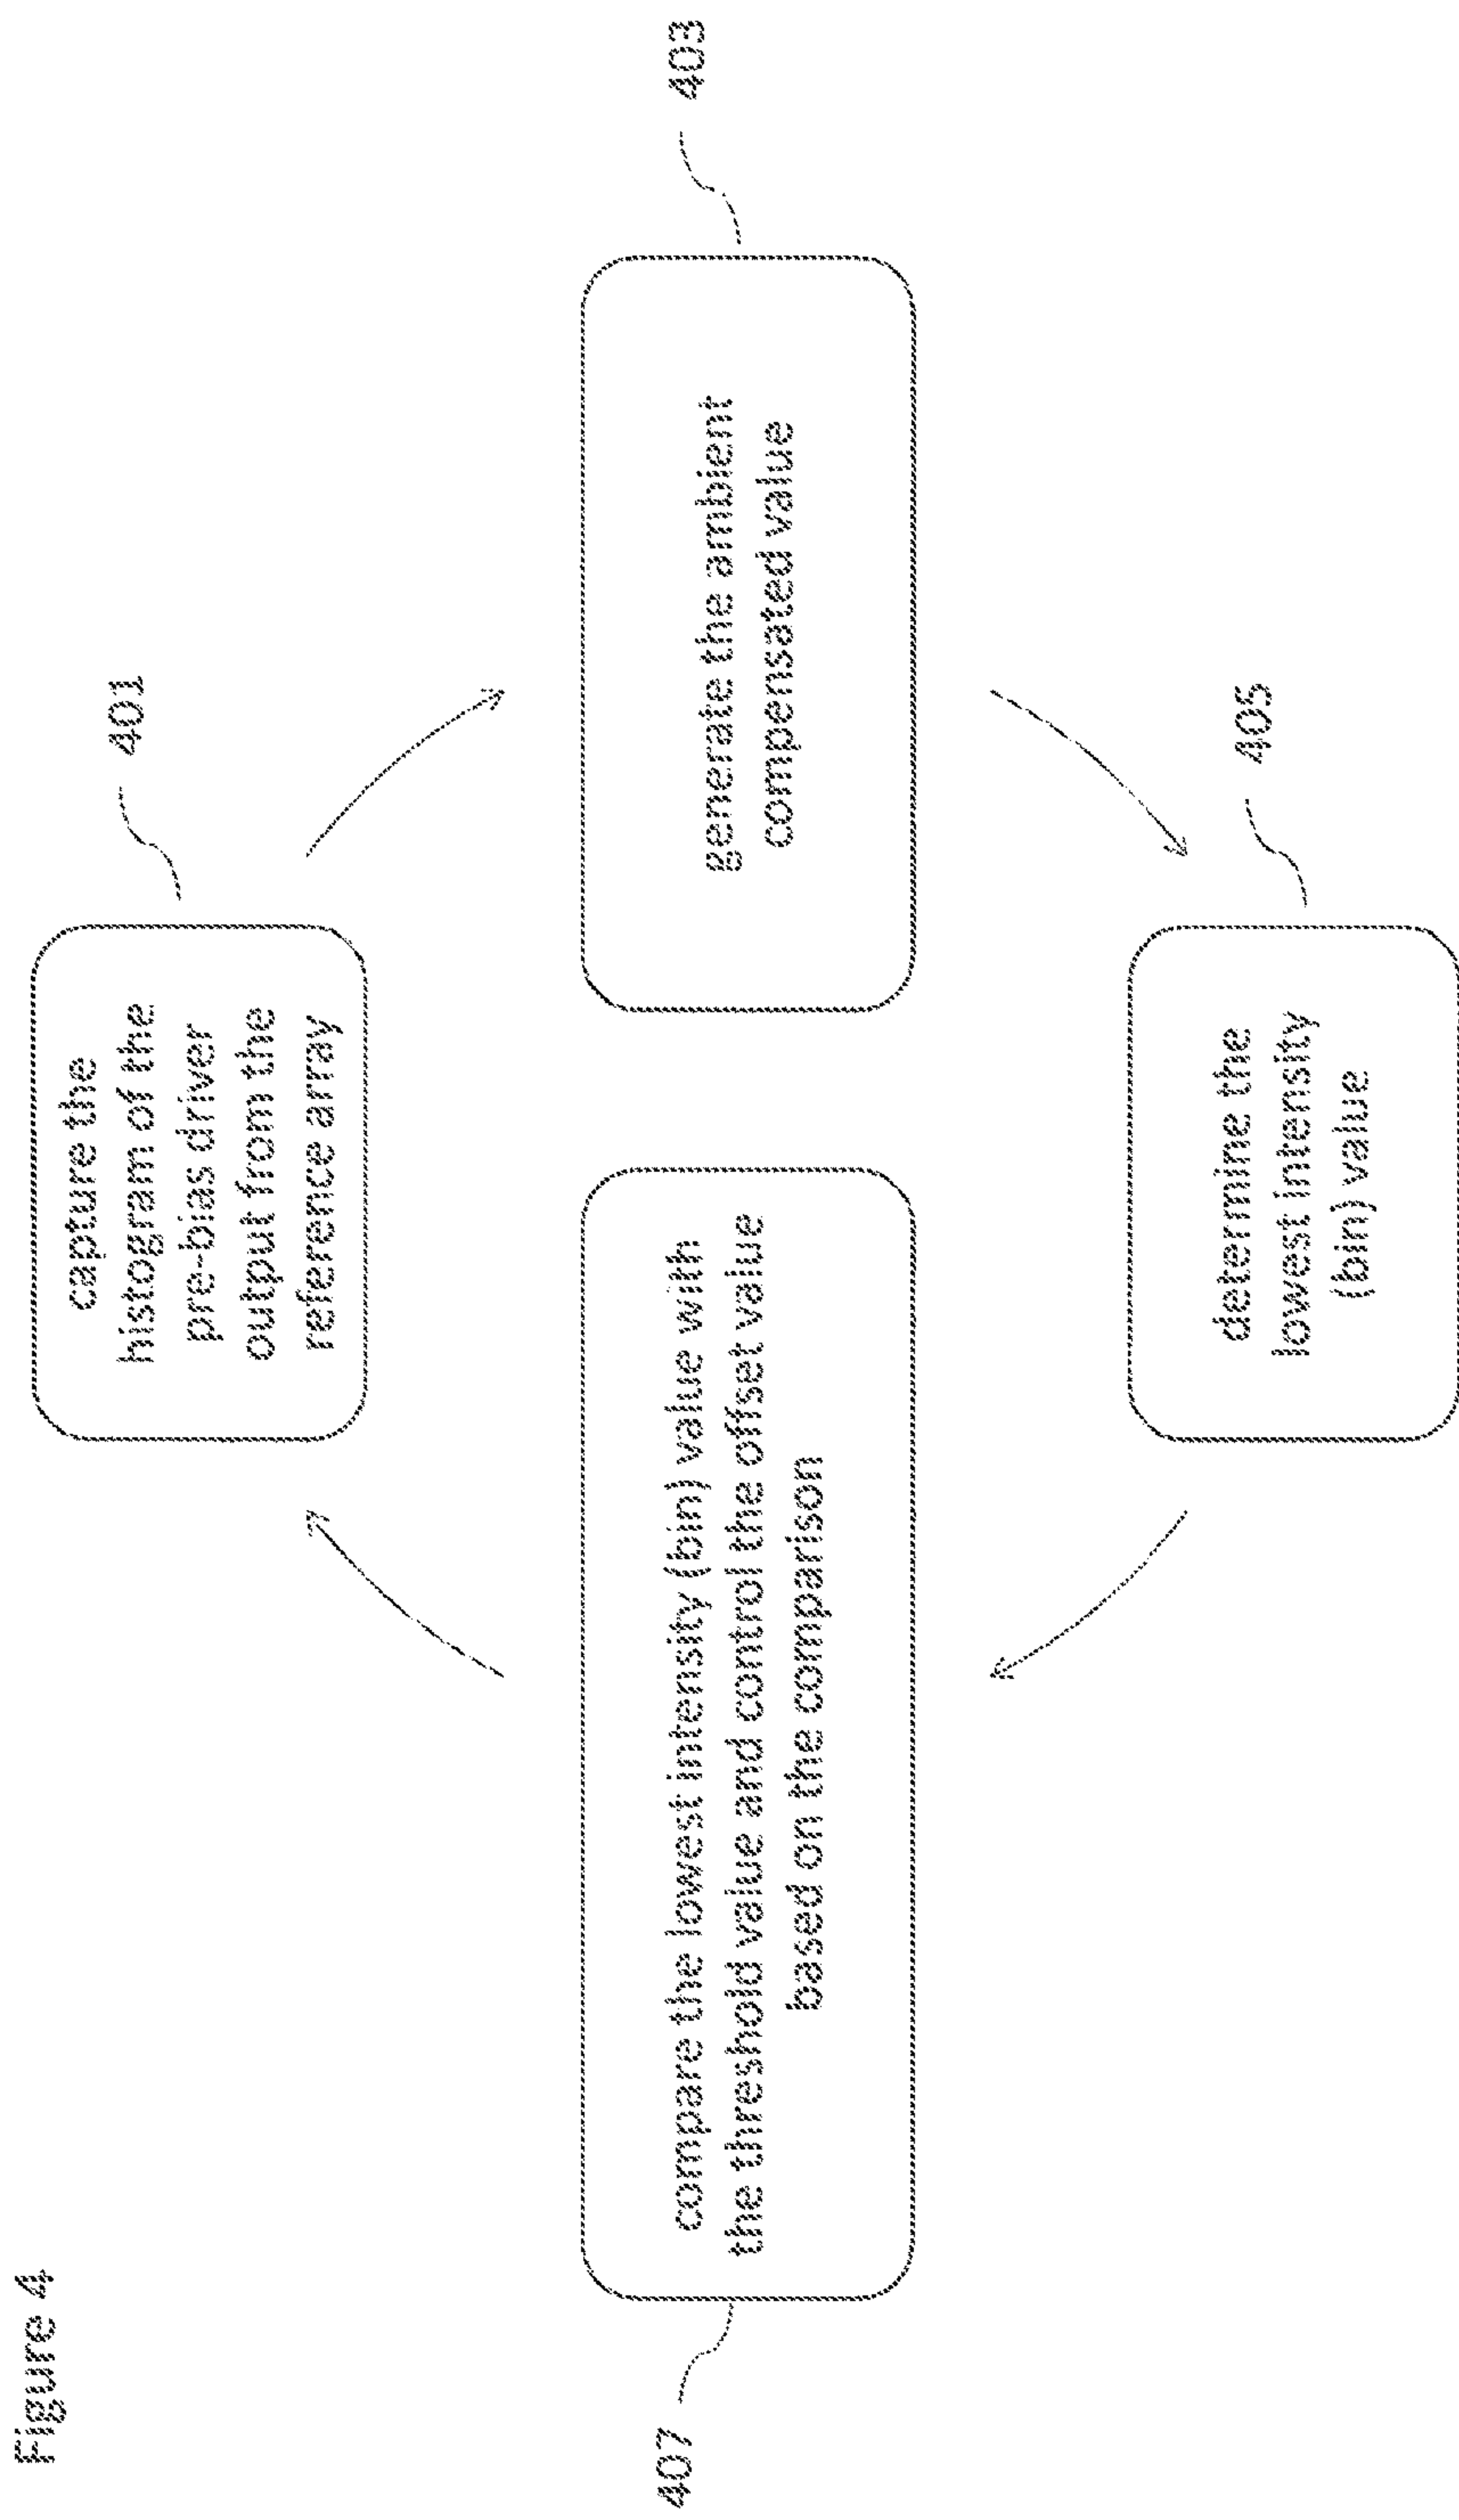 Figure 4
401
capture the
histogram of the
pre-bias driver
output from the
reference array
403
generate the ambient
compensated value
405
determine the
lowest intensity
(bin) value
407
compare the lowest intensity (bin) value with
the threshold value and control the offset value
based on the comparison